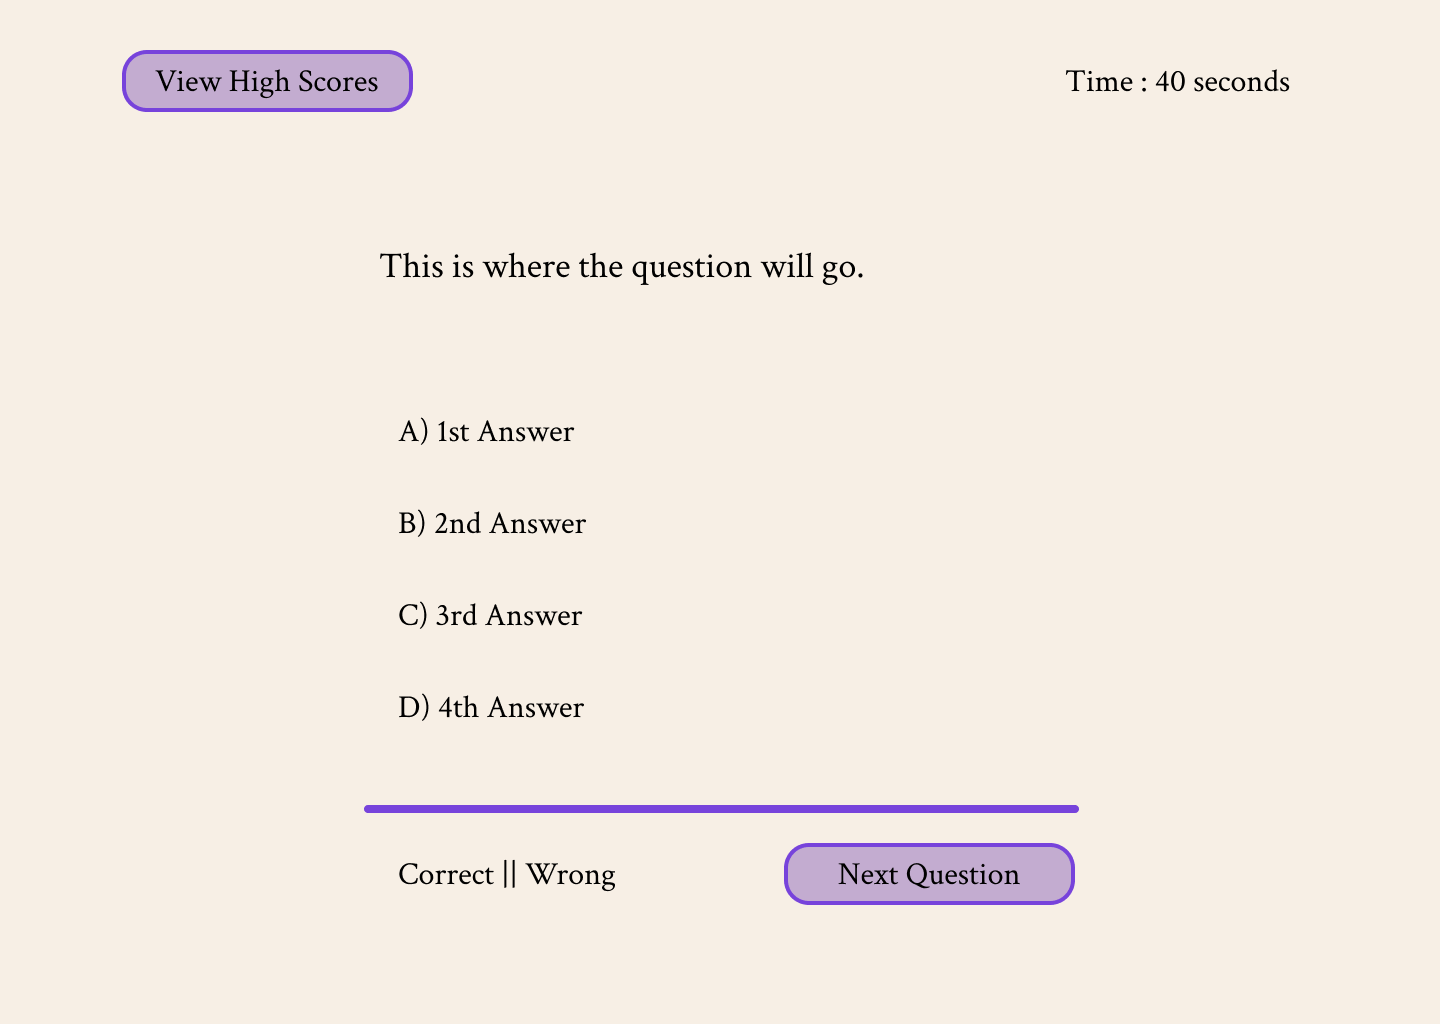 View High Scores
Time : 40 seconds
This is where the question will go.
A) 1st Answer
B) 2nd Answer
C) 3rd Answer
D) 4th Answer
Correct || Wrong
Next Question